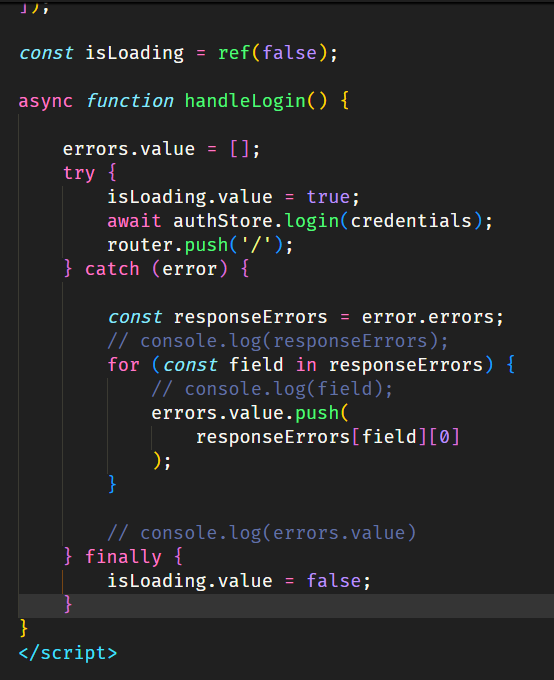 ]);
const isLoading = ref(false);
async function handleLogin() {
errors.value = [];
try {
isLoading.value = true;
await authStore.login(credentials);
router.push('/');
} catch (error) {
const responseErrors = error.errors;
// console.log(responseErrors);
for (const field in responseErrors) {
// console.log(field);
errors.value.push(
responseErrors[field][0]
);
}
// console.log(errors.value)
} finally {
isLoading.value = false;
}
}
</script>